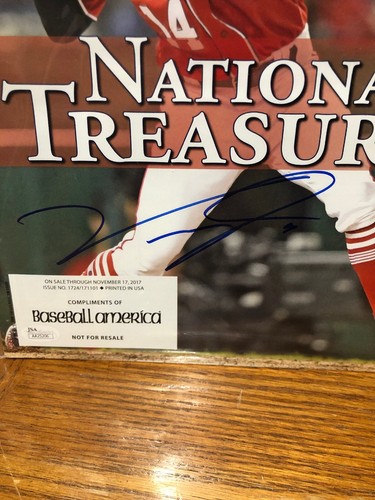 14
NATIONA
TREASUR
ON SALE THROUGH NOVEMBER 17, 2017
ISSUE NO. 1724/171101 ◆ PRINTED IN USA
COMPLIMENTS OF
Baseball america
JSA
NOT FOR RESALE